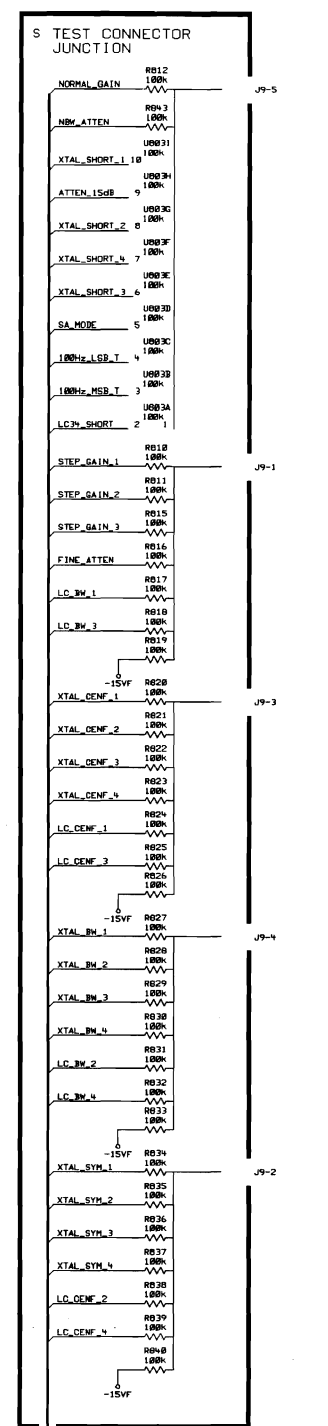 S TEST CONNECTOR
JUNCTION
R812
100k
NORMAL_GAIN
J9-5
R843
100k
NBW_ATTEN
U803I
100k
XTAL_SHORT_1 10
U803H
100k
ATTEN_15dB 9
U803G
100k
XTAL_SHORT_2 8
U803F
100k
XTAL_SHORT_4 7
U803E
100k
XTAL_SHORT_3 6
U803D
100k
SA_MODE 5
U803C
100k
100Hz_LSB_T 4
U803B
100k
100Hz_MSB_T 3
U803A
100k
LC34_SHORT 2 1
R810
100k
STEP_GAIN_1
J9-1
R811
100k
STEP_GAIN_2
R815
100k
STEP_GAIN_3
R816
100k
FINE_ATTEN
R817
100k
LC_BW_1
R818
100k
LC_BW_3
R819
100k
-15VF
R820
100k
XTAL_CENF_1
J9-3
R821
100k
XTAL_CENF_2
R822
100k
XTAL_CENF_3
R823
100k
XTAL_CENF_4
R824
100k
LC_CENF_1
R825
100k
LC_CENF_3
R826
100k
-15VF
R827
100k
XTAL_BW_1
J9-4
R828
100k
XTAL_BW_2
R829
100k
XTAL_BW_3
R830
100k
XTAL_BW_4
R831
100k
LC_BW_2
R832
100k
LC_BW_4
R833
100k
-15VF
R834
100k
XTAL_SYM_1
J9-2
R835
100k
XTAL_SYM_2
R836
100k
XTAL_SYM_3
R837
100k
XTAL_SYM_4
R838
100k
LC_CENF_2
R839
100k
LC_CENF_4
R840
100k
-15VF